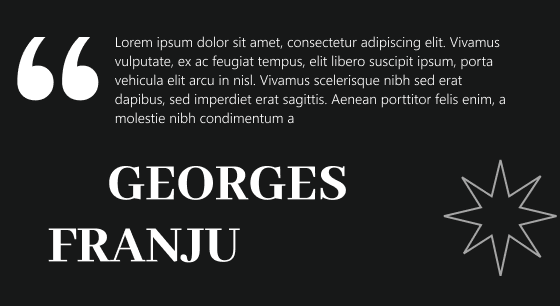 “
Lorem ipsum dolor sit amet, consectetur adipiscing elit. Vivamus
vulputate, ex ac feugiat tempus, elit libero suscipit ipsum, porta
vehicula elit arcu in nisl. Vivamus scelerisque nibh sed erat
dapibus, sed imperdiet erat sagittis. Aenean porttitor felis enim, a
molestie nibh condimentum a
GEORGES
FRANJU